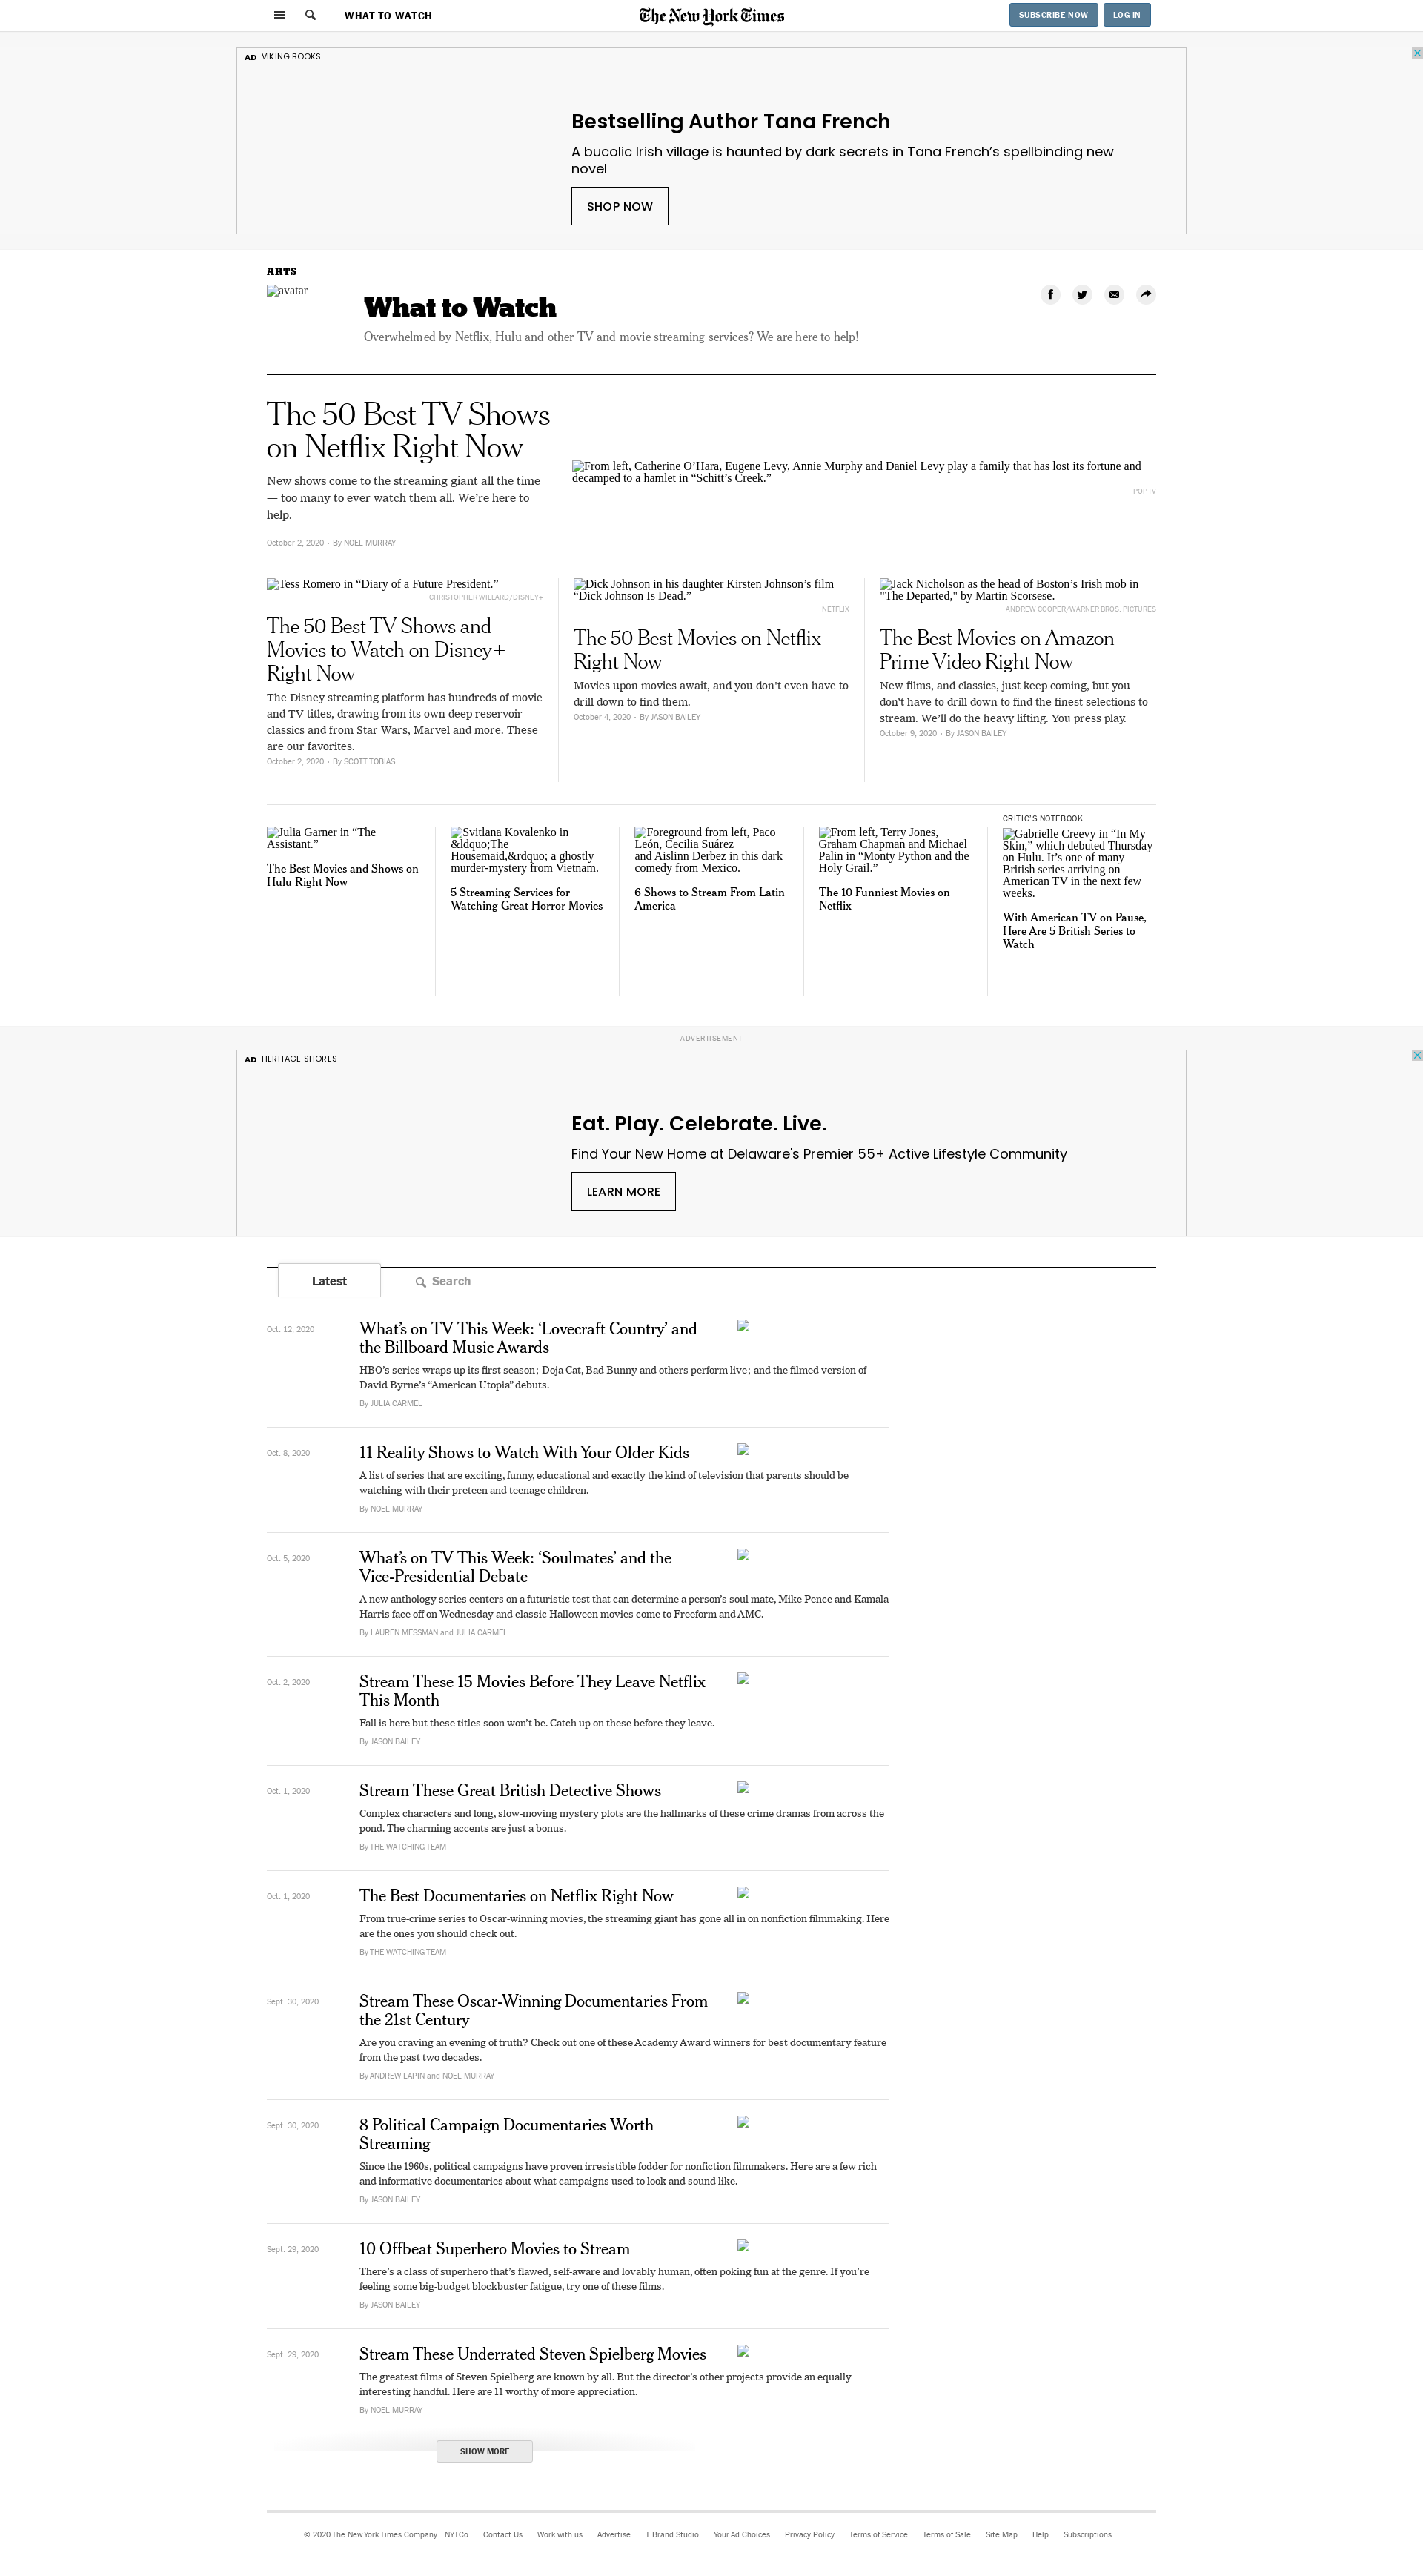 WHAT TO WATCH
The New York Times
SUBSCRIBE NOW
LOG IN
AD VIKING BOOKS
Bestselling Author Tana French
A bucolic Irish village is haunted by dark secrets in Tana French’s spellbinding new
novel
SHOP NOW
ARTS
avatar
What to Watch
Overwhelmed by Netflix, Hulu and other TV and movie streaming services? We are here to help!
The 50 Best TV Shows
on Netflix Right Now
New shows come to the streaming giant all the time
— too many to ever watch them all. We’re here to
help.
October 2, 2020 • By NOEL MURRAY
From left, Catherine O’Hara, Eugene Levy, Annie Murphy and Daniel Levy play a family that has lost its fortune and
decamped to a hamlet in “Schitt’s Creek.”
POP TV
Tess Romero in “Diary of a Future President.”
CHRISTOPHER WILLARD/DISNEY+
The 50 Best TV Shows and
Movies to Watch on Disney+
Right Now
The Disney streaming platform has hundreds of movie
and TV titles, drawing from its own deep reservoir
classics and from Star Wars, Marvel and more. These
are our favorites.
October 2, 2020 • By SCOTT TOBIAS
Dick Johnson in his daughter Kirsten Johnson’s film
“Dick Johnson Is Dead.”
NETFLIX
The 50 Best Movies on Netflix
Right Now
Movies upon movies await, and you don’t even have to
drill down to find them.
October 4, 2020 • By JASON BAILEY
Jack Nicholson as the head of Boston’s Irish mob in
"The Departed," by Martin Scorsese.
ANDREW COOPER/WARNER BROS. PICTURES
The Best Movies on Amazon
Prime Video Right Now
New films, and classics, just keep coming, but you
don’t have to drill down to find the finest selections to
stream. We’ll do the heavy lifting. You press play.
October 9, 2020 • By JASON BAILEY
Julia Garner in “The
Assistant.”
The Best Movies and Shows on
Hulu Right Now
Svitlana Kovalenko in
&ldquo;The
Housemaid,&rdquo; a ghostly
murder-mystery from Vietnam.
5 Streaming Services for
Watching Great Horror Movies
Foreground from left, Paco
León, Cecilia Suárez
and Aislinn Derbez in this dark
comedy from Mexico.
6 Shows to Stream From Latin
America
From left, Terry Jones,
Graham Chapman and Michael
Palin in “Monty Python and the
Holy Grail.”
The 10 Funniest Movies on
Netflix
CRITIC’S NOTEBOOK
Gabrielle Creevy in “In My
Skin,” which debuted Thursday
on Hulu. It’s one of many
British series arriving on
American TV in the next few
weeks.
With American TV on Pause,
Here Are 5 British Series to
Watch
ADVERTISEMENT
AD HERITAGE SHORES
Eat. Play. Celebrate. Live.
Find Your New Home at Delaware's Premier 55+ Active Lifestyle Community
LEARN MORE
Latest
Search
Oct. 12, 2020
What’s on TV This Week: ‘Lovecraft Country’ and
the Billboard Music Awards
HBO’s series wraps up its first season; Doja Cat, Bad Bunny and others perform live; and the filmed version of
David Byrne’s “American Utopia” debuts.
By JULIA CARMEL
Oct. 8, 2020
11 Reality Shows to Watch With Your Older Kids
A list of series that are exciting, funny, educational and exactly the kind of television that parents should be
watching with their preteen and teenage children.
By NOEL MURRAY
Oct. 5, 2020
What’s on TV This Week: ‘Soulmates’ and the
Vice-Presidential Debate
A new anthology series centers on a futuristic test that can determine a person’s soul mate, Mike Pence and Kamala
Harris face off on Wednesday and classic Halloween movies come to Freeform and AMC.
By LAUREN MESSMAN and JULIA CARMEL
Oct. 2, 2020
Stream These 15 Movies Before They Leave Netflix
This Month
Fall is here but these titles soon won’t be. Catch up on these before they leave.
By JASON BAILEY
Oct. 1, 2020
Stream These Great British Detective Shows
Complex characters and long, slow-moving mystery plots are the hallmarks of these crime dramas from across the
pond. The charming accents are just a bonus.
By THE WATCHING TEAM
Oct. 1, 2020
The Best Documentaries on Netflix Right Now
From true-crime series to Oscar-winning movies, the streaming giant has gone all in on nonfiction filmmaking. Here
are the ones you should check out.
By THE WATCHING TEAM
Sept. 30, 2020
Stream These Oscar-Winning Documentaries From
the 21st Century
Are you craving an evening of truth? Check out one of these Academy Award winners for best documentary feature
from the past two decades.
By ANDREW LAPIN and NOEL MURRAY
Sept. 30, 2020
8 Political Campaign Documentaries Worth
Streaming
Since the 1960s, political campaigns have proven irresistible fodder for nonfiction filmmakers. Here are a few rich
and informative documentaries about what campaigns used to look and sound like.
By JASON BAILEY
Sept. 29, 2020
10 Offbeat Superhero Movies to Stream
There’s a class of superhero that’s flawed, self-aware and lovably human, often poking fun at the genre. If you’re
feeling some big-budget blockbuster fatigue, try one of these films.
By JASON BAILEY
Sept. 29, 2020
Stream These Underrated Steven Spielberg Movies
The greatest films of Steven Spielberg are known by all. But the director’s other projects provide an equally
interesting handful. Here are 11 worthy of more appreciation.
By NOEL MURRAY
SHOW MORE
© 2020 The New York Times Company NYTCo Contact Us Work with us Advertise T Brand Studio Your Ad Choices Privacy Policy Terms of Service Terms of Sale Site Map Help Subscriptions